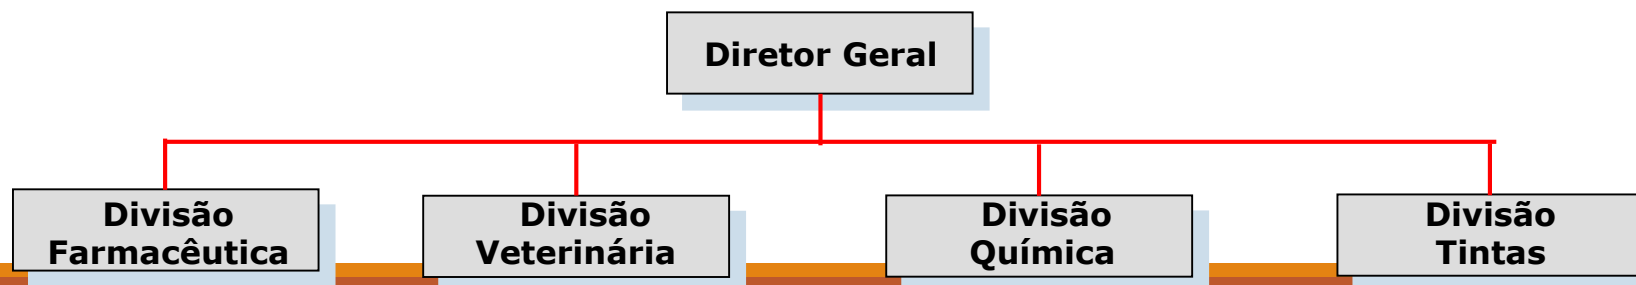 Diretor Geral
Divisão
Farmacêutica
Divisão
Veterinária
Divisão
Química
Divisão
Tintas